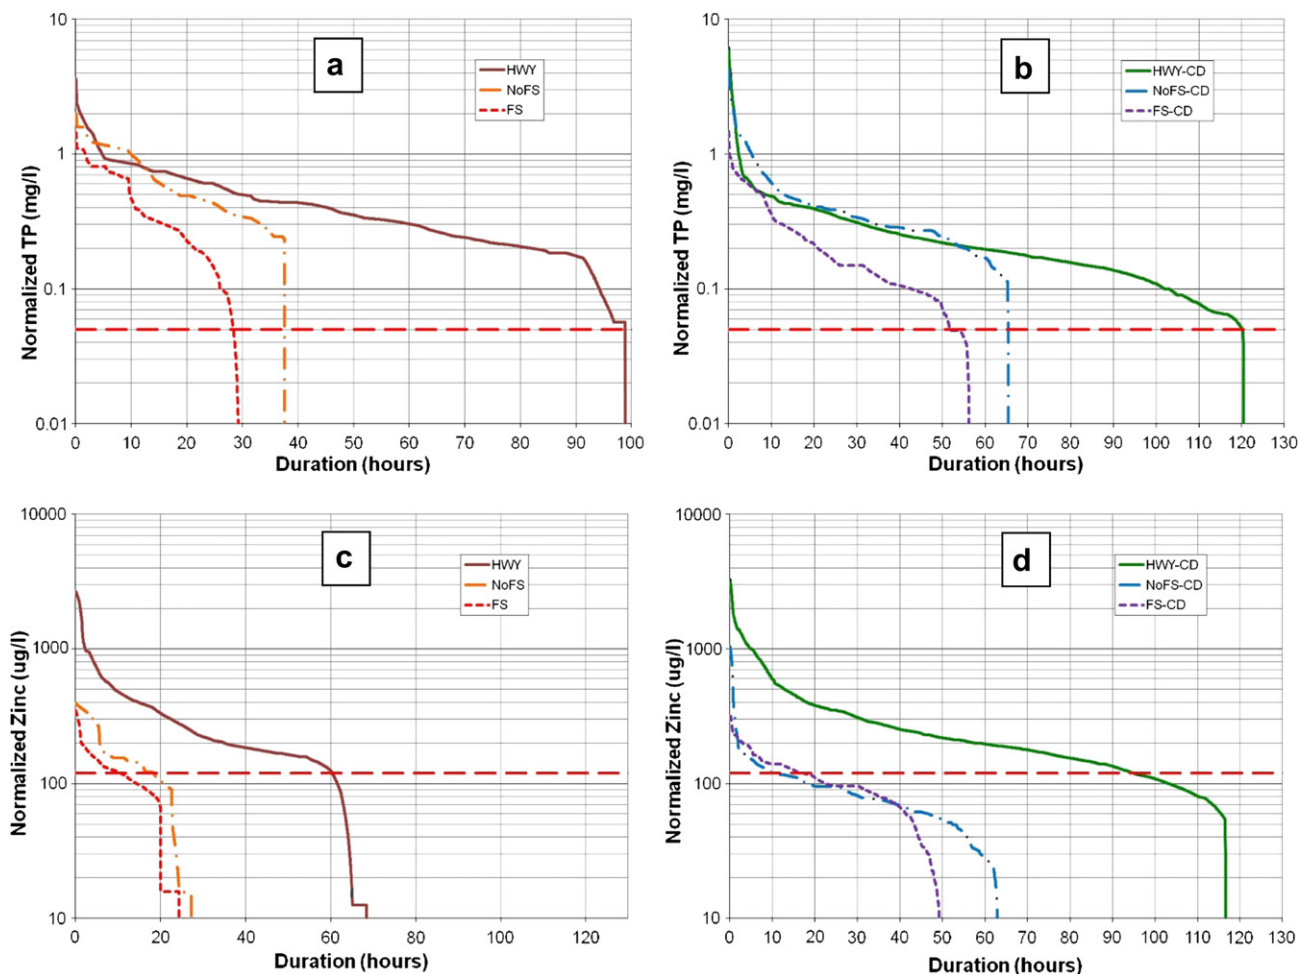 a
HWY
NoFS
FS
Normalized TP (mg/l)
10
1
0.1
0.01
0 10 20 30 40 50 60 70 80 90 100
Duration (hours)
b
HWY-CD
NoFS-CD
FS-CD
Normalized TP (mg/l)
10
1
0.1
0.01
0 10 20 30 40 50 60 70 80 90 100 110 120 130
Duration (hours)
c
HWY
NoFS
FS
Normalized Zinc (ug/l)
10000
1000
100
10
0 20 40 60 80 100 120
Duration (hours)
d
HWY-CD
NoFS-CD
FS-CD
Normalized Zinc (ug/l)
10000
1000
100
10
0 10 20 30 40 50 60 70 80 90 100 110 120 130
Duration (hours)